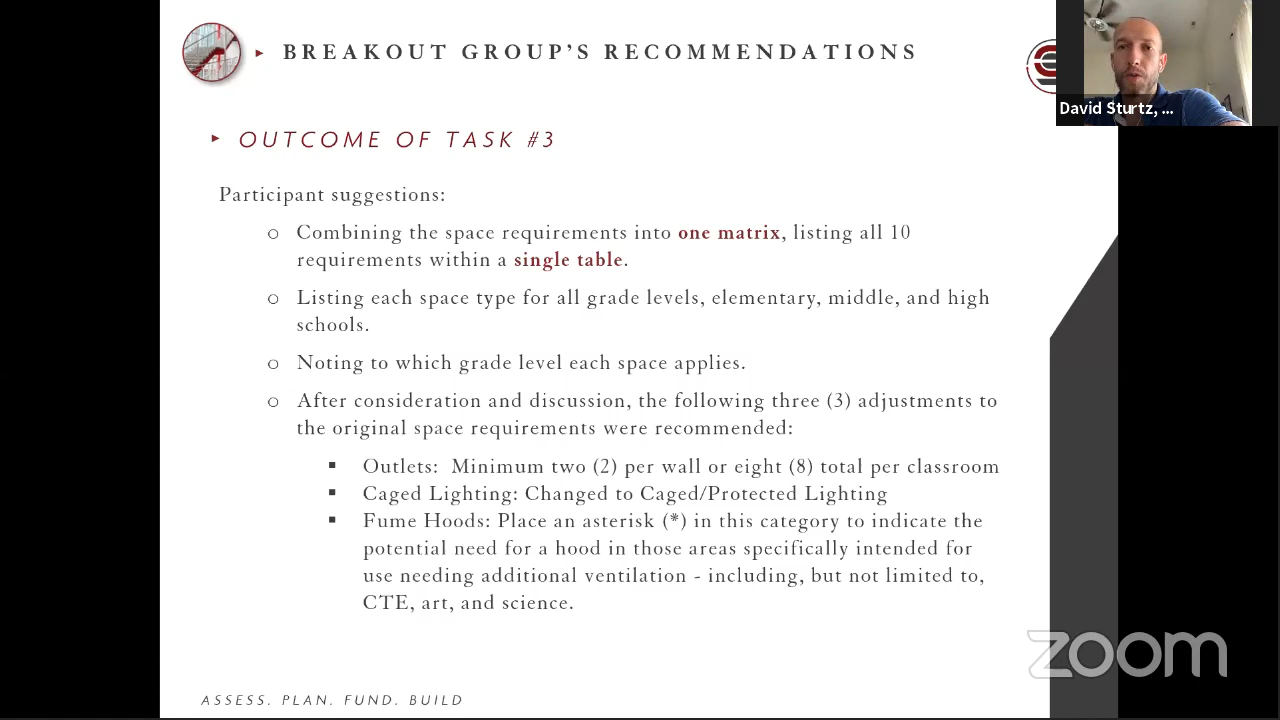 BREAKOUT GROUP’S RECOMMENDATIONS
David Sturtz, ...
OUTCOME OF TASK #3
Participant suggestions:
o Combining the space requirements into one matrix, listing all 10
requirements within a single table.
o Listing each space type for all grade levels, elementary, middle, and high
schools.
o Noting to which grade level each space applies.
o After consideration and discussion, the following three (3) adjustments to
the original space requirements were recommended:
▪ Outlets: Minimum two (2) per wall or eight (8) total per classroom
▪ Caged Lighting: Changed to Caged/Protected Lighting
▪ Fume Hoods: Place an asterisk (*) in this category to indicate the
potential need for a hood in those areas specifically intended for
use needing additional ventilation - including, but not limited to,
CTE, art, and science.
zoom
ASSESS. PLAN. FUND. BUILD